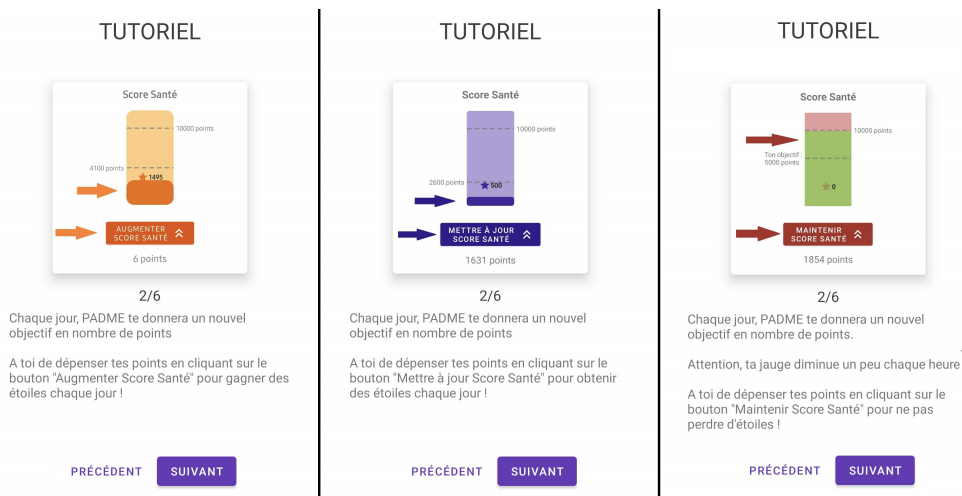 TUTORIEL
Score Santé
10000 points
4100 points
1495
AUGMENTER
SCORE SANTÉ
6 points
2/6
Chaque jour, PADME te donnera un nouvel
objectif en nombre de points
A toi de dépenser tes points en cliquant sur le
bouton "Augmenter Score Santé" pour gagner des
étoiles chaque jour !
PRÉCÉDENT
SUIVANT
TUTORIEL
Score Santé
10000 points
2600 points
500
METTRE À JOUR
SCORE SANTÉ
1631 points
2/6
Chaque jour, PADME te donnera un nouvel
objectif en nombre de points
A toi de dépenser tes points en cliquant sur le
bouton "Mettre à jour Score Santé" pour obtenir
des étoiles chaque jour !
PRÉCÉDENT
SUIVANT
TUTORIEL
Score Santé
10000 points
Ton objectif :
5000 points
0
MAINTENIR
SCORE SANTÉ
1854 points
2/6
Chaque jour, PADME te donnera un nouvel
objectif en nombre de points.
Attention, ta jauge diminue un peu chaque heure
A toi de dépenser tes points en cliquant sur le
bouton "Maintenir Score Santé" pour ne pas
perdre d'étoiles !
PRÉCÉDENT
SUIVANT